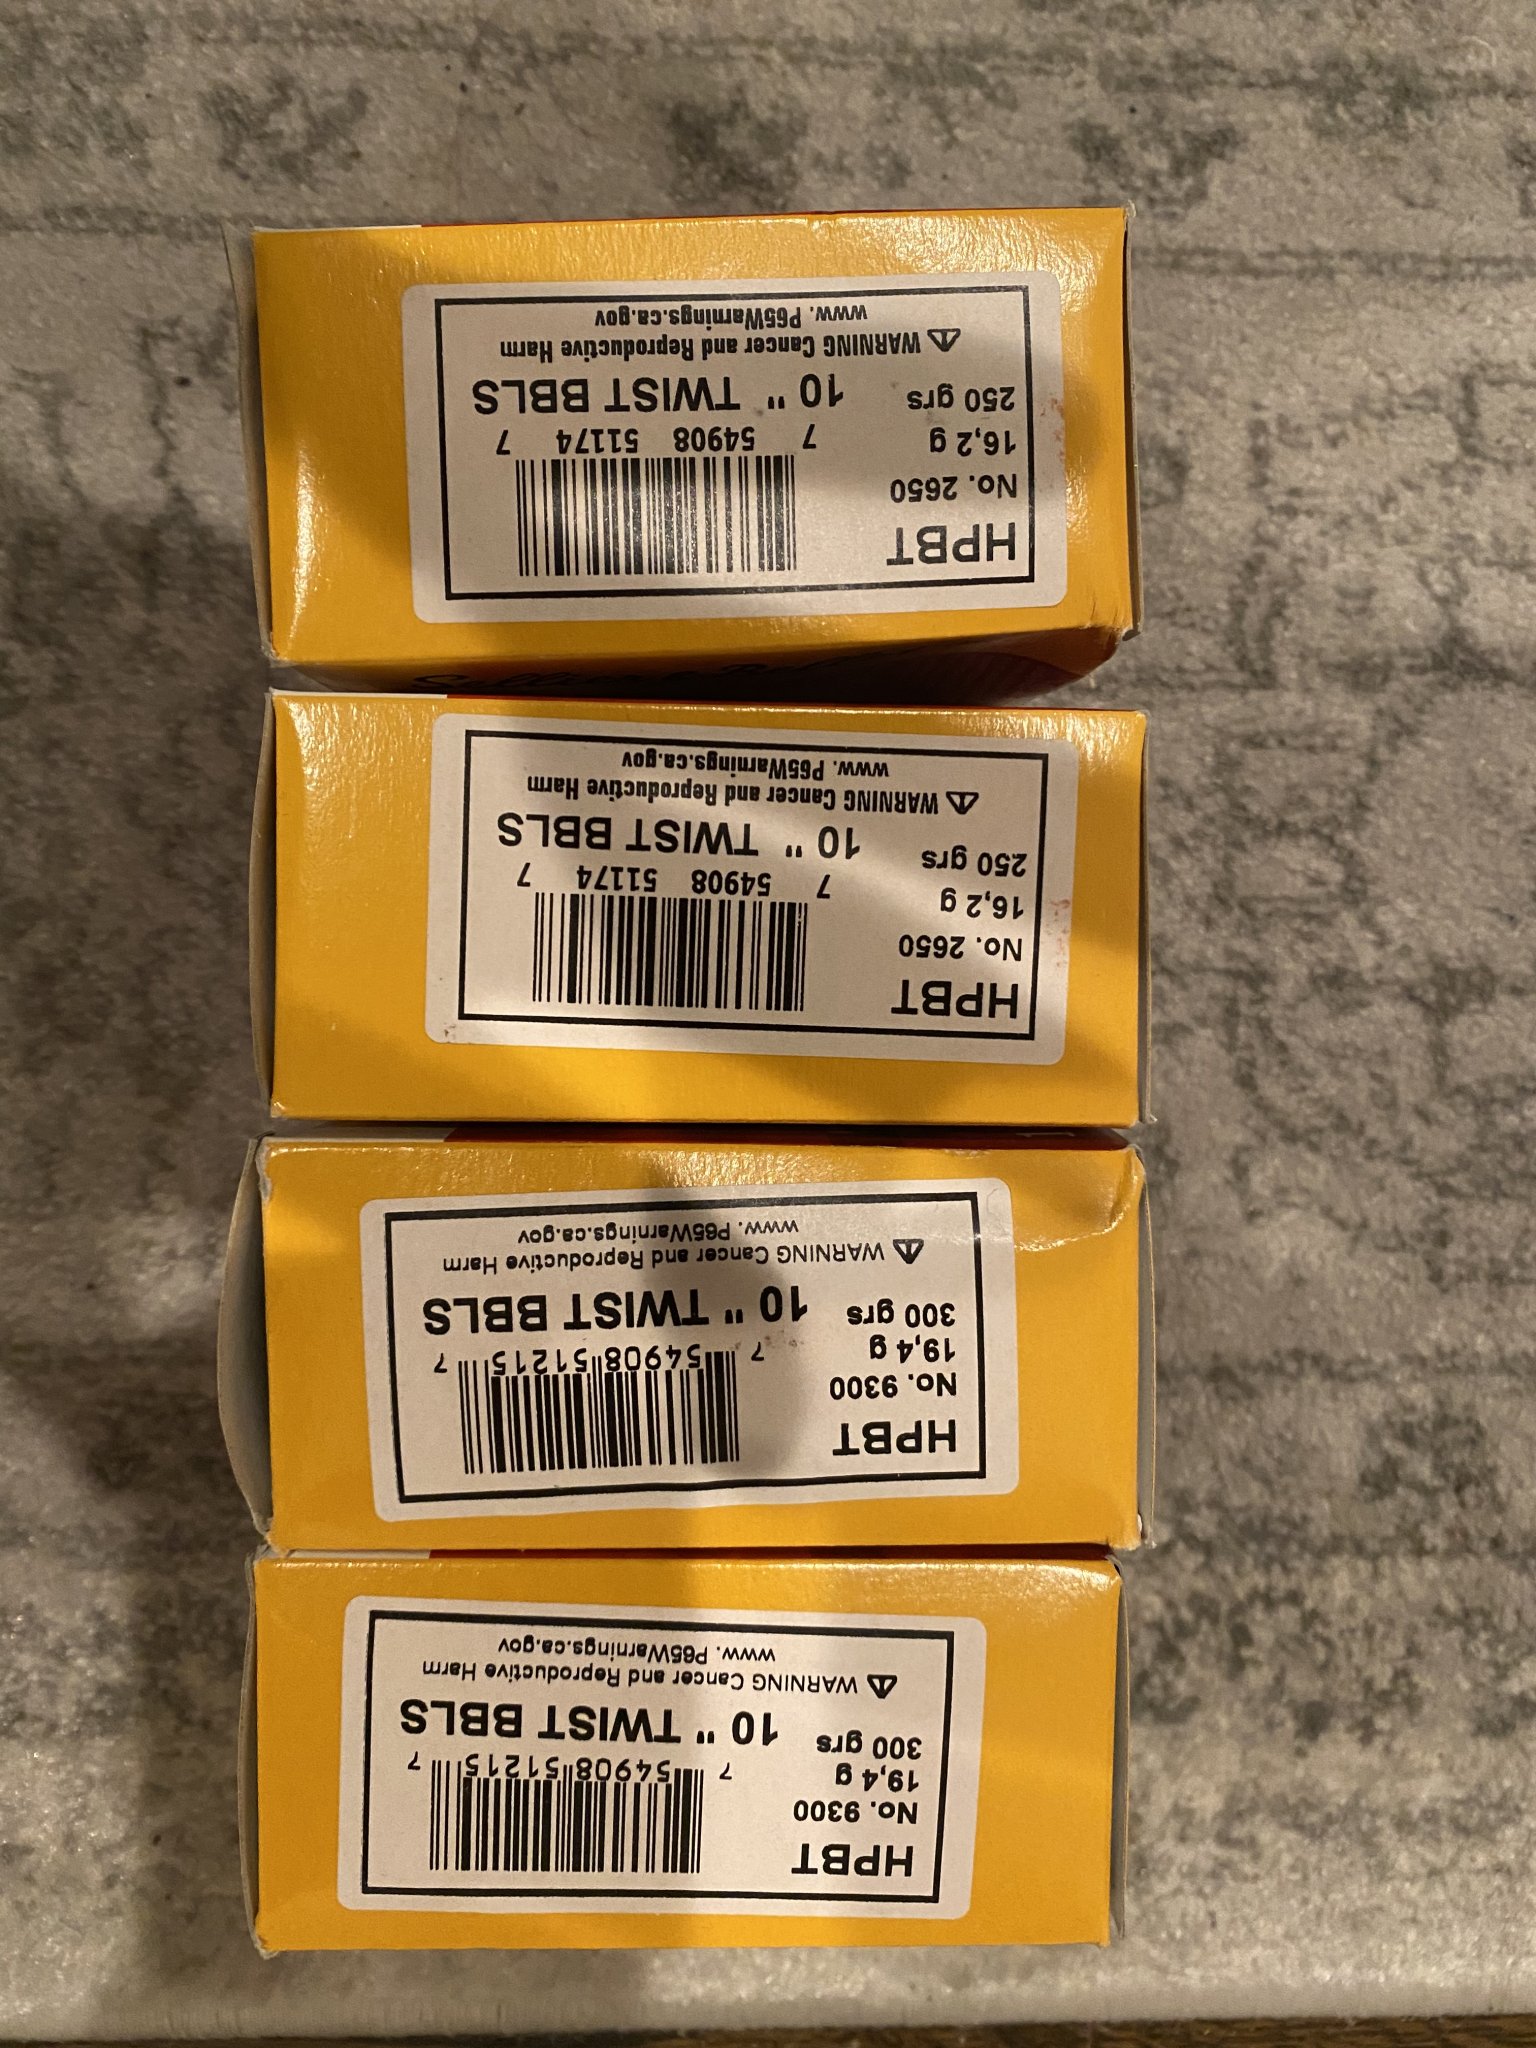 HPBT
No. 9300
19,4 g
7 54908 51215 7
300 grs
10 " TWIST BBLS
⚠ WARNING Cancer and Reproductive Harm
www. P65Warnings.ca.gov
HPBT
No. 9300
19,4 g
7 54908 51215 7
300 grs
10 " TWIST BBLS
⚠ WARNING Cancer and Reproductive Harm
www. P65Warnings.ca.gov
HPBT
No. 2650
16,2 g
7 54908 51174 7
250 grs
10 " TWIST BBLS
⚠ WARNING Cancer and Reproductive Harm
www. P65Warnings.ca.gov
HPBT
No. 2650
16,2 g
7 54908 51174 7
250 grs
10 " TWIST BBLS
⚠ WARNING Cancer and Reproductive Harm
www. P65Warnings.ca.gov